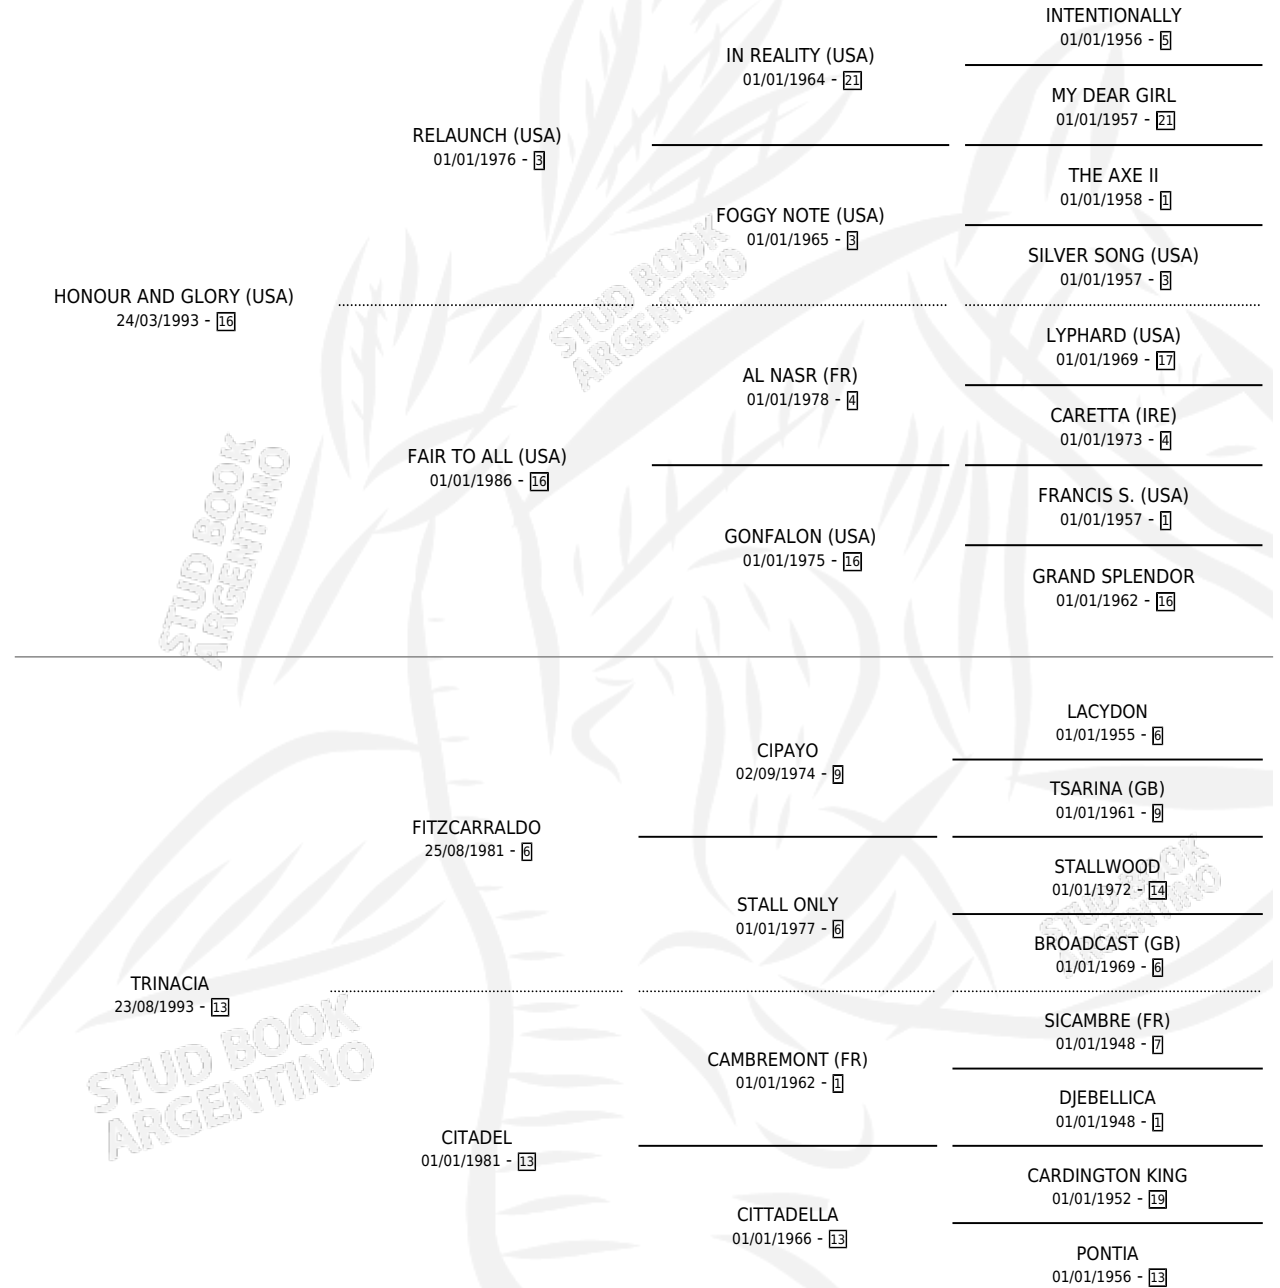 INTENTIONALLY
01/01/1956 - 5
IN REALITY (USA)
01/01/1964 - 21
MY DEAR GIRL
01/01/1957 - 21
RELAUNCH (USA)
01/01/1976 - 3
THE AXE II
01/01/1958 - 1
FOGGY NOTE (USA)
01/01/1965 - 3
SILVER SONG (USA)
01/01/1957 - 3
HONOUR AND GLORY (USA)
24/03/1993 - 16
LYPHARD (USA)
01/01/1969 - 17
AL NASR (FR)
01/01/1978 - 4
CARETTA (IRE)
01/01/1973 - 4
FAIR TO ALL (USA)
01/01/1986 - 16
FRANCIS S. (USA)
01/01/1957 - 1
GONFALON (USA)
01/01/1975 - 16
GRAND SPLENDOR
01/01/1962 - 16
LACYDON
01/01/1955 - 6
CIPAYO
02/09/1974 - 9
TSARINA (GB)
01/01/1961 - 9
FITZCARRALDO
25/08/1981 - 6
STALLWOOD
01/01/1972 - 14
STALL ONLY
01/01/1977 - 6
BROADCAST (GB)
01/01/1969 - 6
TRINACIA
23/08/1993 - 13
SICAMBRE (FR)
01/01/1948 - 7
CAMBREMONT (FR)
01/01/1962 - 1
DJEBELLICA
01/01/1948 - 1
CITADEL
01/01/1981 - 13
CARDINGTON KING
01/01/1952 - 19
CITTADELLA
01/01/1966 - 13
PONTIA
01/01/1956 - 13
STUD BOOK
ARGENTINO
STUD BOOK
ARGENTINO
STUD BOOK
ARGENTINO
STUD BOOK
ARGENTINO